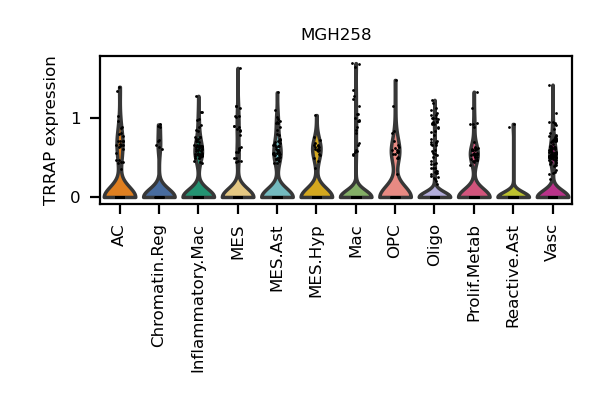 MGH258
TRRAP expression
1
0
AC
Chromatin.Reg
Inflammatory.Mac
MES
MES.Ast
MES.Hyp
Mac
OPC
Oligo
Prolif.Metab
Reactive.Ast
Vasc